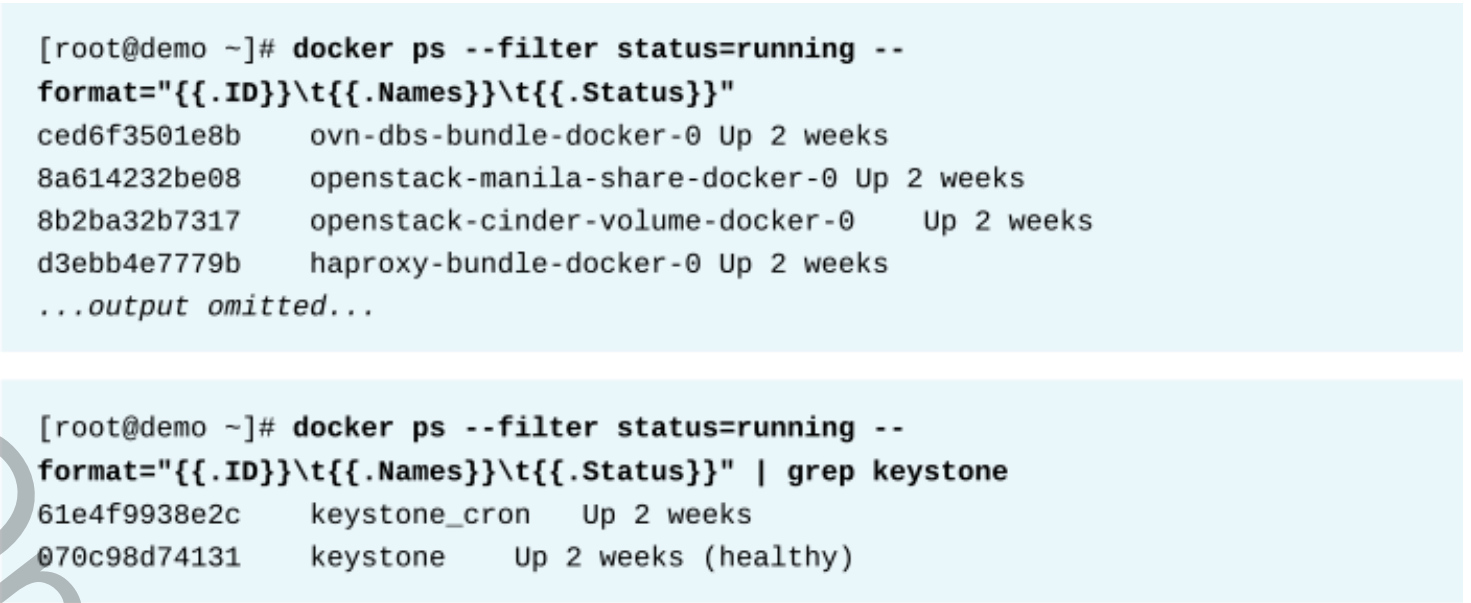 [root@demo ~]# docker ps --filter status=running --
format="{{.ID}}\t{{.Names}}\t{{.Status}}"
ced6f3501e8b    ovn-dbs-bundle-docker-0 Up 2 weeks
8a614232be08    openstack-manila-share-docker-0 Up 2 weeks
8b2ba32b7317    openstack-cinder-volume-docker-0    Up 2 weeks
d3ebb4e7779b    haproxy-bundle-docker-0 Up 2 weeks
...output omitted...
[root@demo ~]# docker ps --filter status=running --
format="{{.ID}}\t{{.Names}}\t{{.Status}}" | grep keystone
61e4f9938e2c    keystone_cron   Up 2 weeks
070c98d74131    keystone    Up 2 weeks (healthy)